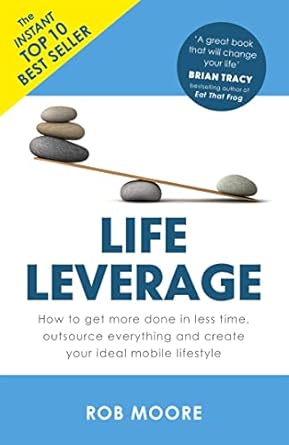 The
INSTANT
TOP 10
BEST SELLER
'A great book
that will change
your life'
BRIAN TRACY
bestselling author of
Eat That Frog
LIFE
LEVERAGE
How to get more done in less time,
outsource everything and create
your ideal mobile lifestyle
ROB MOORE